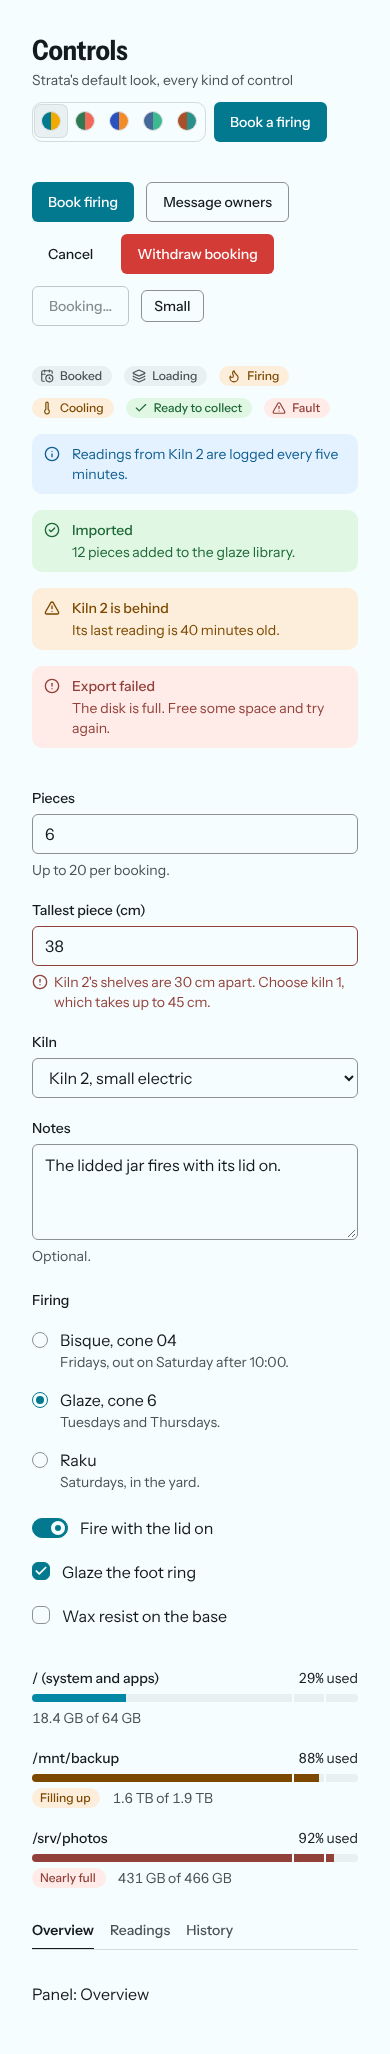 Controls
Strata's default look, every kind of control
Book a firing
Book firing
Message owners
Cancel
Withdraw booking
Booking...
Small
Booked
Loading
Firing
Cooling
Ready to collect
Fault
Readings from Kiln 2 are logged every five
minutes.
Imported
12 pieces added to the glaze library.
Kiln 2 is behind
Its last reading is 40 minutes old.
Export failed
The disk is full. Free some space and try
again.
Pieces
6
Up to 20 per booking.
Tallest piece (cm)
38
Kiln 2's shelves are 30 cm apart. Choose kiln 1,
which takes up to 45 cm.
Kiln
Kiln 2, small electric
Notes
The lidded jar fires with its lid on.
Optional.
Firing
Bisque, cone 04
Fridays, out on Saturday after 10:00.
Glaze, cone 6
Tuesdays and Thursdays.
Raku
Saturdays, in the yard.
Fire with the lid on
Glaze the foot ring
Wax resist on the base
/ (system and apps) 29% used
18.4 GB of 64 GB
/mnt/backup 88% used
Filling up 1.6 TB of 1.9 TB
/srv/photos 92% used
Nearly full 431 GB of 466 GB
Overview Readings History
Panel: Overview